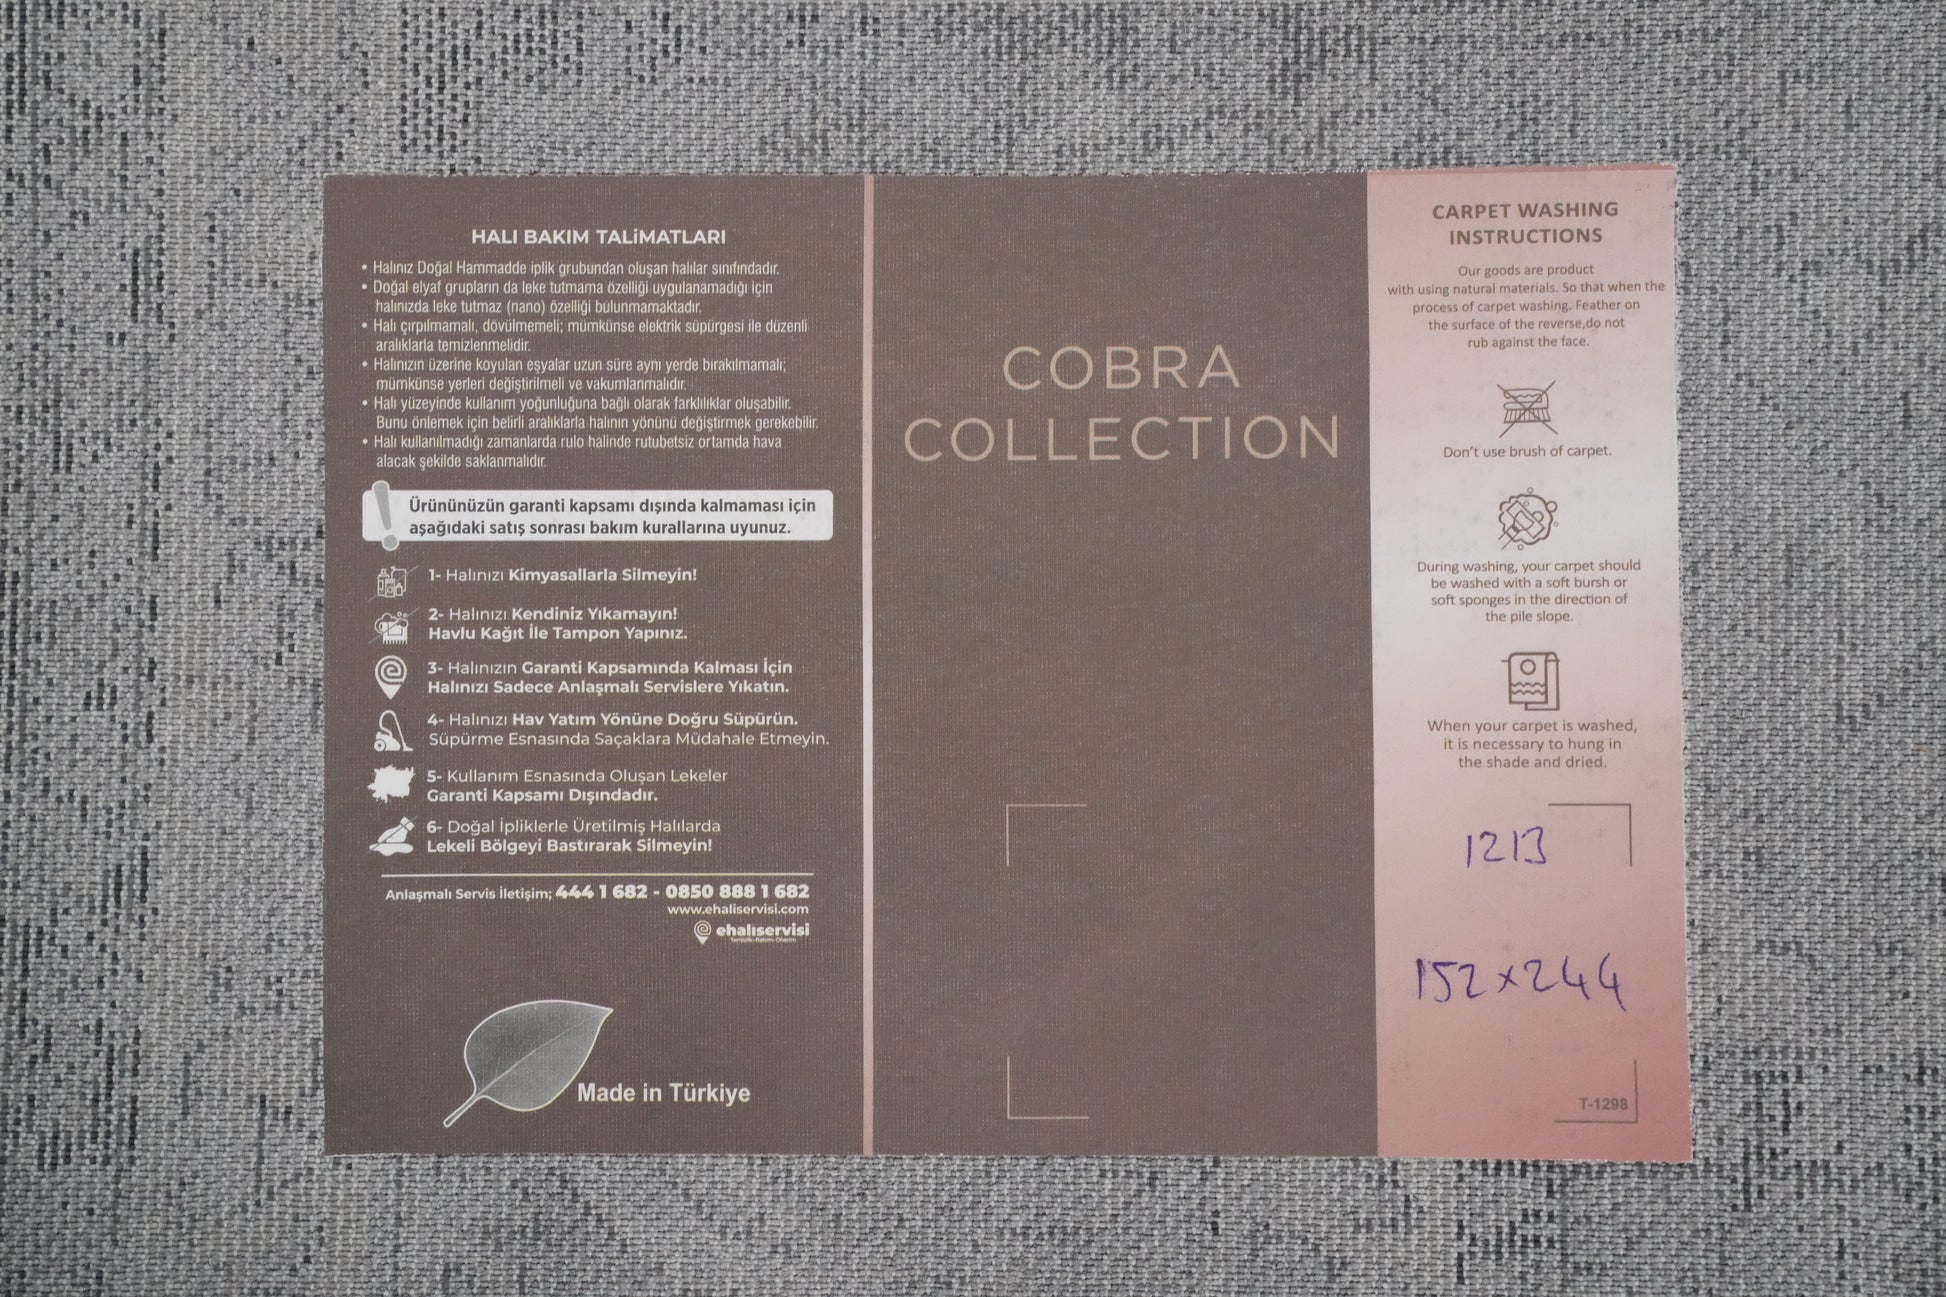 HALI BAKIM TALİMATLARI
• Halınız Doğal Hammadde iplik grubundan oluşan halılar sınıfındadır.
• Doğal elyaf grupların da leke tutmama özelliği uygulanamadığı için
halınızda leke tutmaz (nano) özelliği bulunmamaktadır.
• Halı çırpılmamalı, dövülmemeli; mümkünse elektrik süpürgesi ile düzenli
aralıklarla temizlenmelidir.
• Halınızın üzerine koyulan eşyalar uzun süre aynı yerde bırakılmamalı;
mümkünse yerleri değiştirilmeli ve vakumlanmalıdır.
• Halı yüzeyinde kullanım yoğunluğuna bağlı olarak farklılıklar oluşabilir.
Bunu önlemek için belirli aralıklarla halının yönünü değiştirmek gerekebilir.
• Halı kullanılmadığı zamanlarda rulo halinde rutubetsiz ortamda hava
alacak şekilde saklanmalıdır.
Ürününüzün garanti kapsamı dışında kalmaması için
aşağıdaki satış sonrası bakım kurallarına uyunuz.
1- Halınızı Kimyasallarla Silmeyin!
2- Halınızı Kendiniz Yıkamayın!
Havlu Kağıt İle Tampon Yapınız.
3- Halınızın Garanti Kapsamında Kalması İçin
Halınızı Sadece Anlaşmalı Servislere Yıkatın.
4- Halınızı Hav Yatım Yönüne Doğru Süpürün.
Süpürme Esnasında Saçaklara Müdahale Etmeyin.
5- Kullanım Esnasında Oluşan Lekeler
Garanti Kapsamı Dışındadır.
6- Doğal İpliklerle Üretilmiş Halılarda
Lekeli Bölgeyi Bastırarak Silmeyin!
Anlaşmalı Servis İletişim; 444 1 682 - 0850 888 1 682
www.ehaliservisi.com
ehalıservisi
Temizlik-Bakım-Onarım
Made in Türkiye
COBRA
COLLECTION
CARPET WASHING
INSTRUCTIONS
Our goods are product
with using natural materials. So that when the
process of carpet washing. Feather on
the surface of the reverse,do not
rub against the face.
Don't use brush of carpet.
During washing, your carpet should
be washed with a soft bursh or
soft sponges in the direction of
the pile slope.
When your carpet is washed,
it is necessary to hung in
the shade and dried.
1213
152x244
T-1298